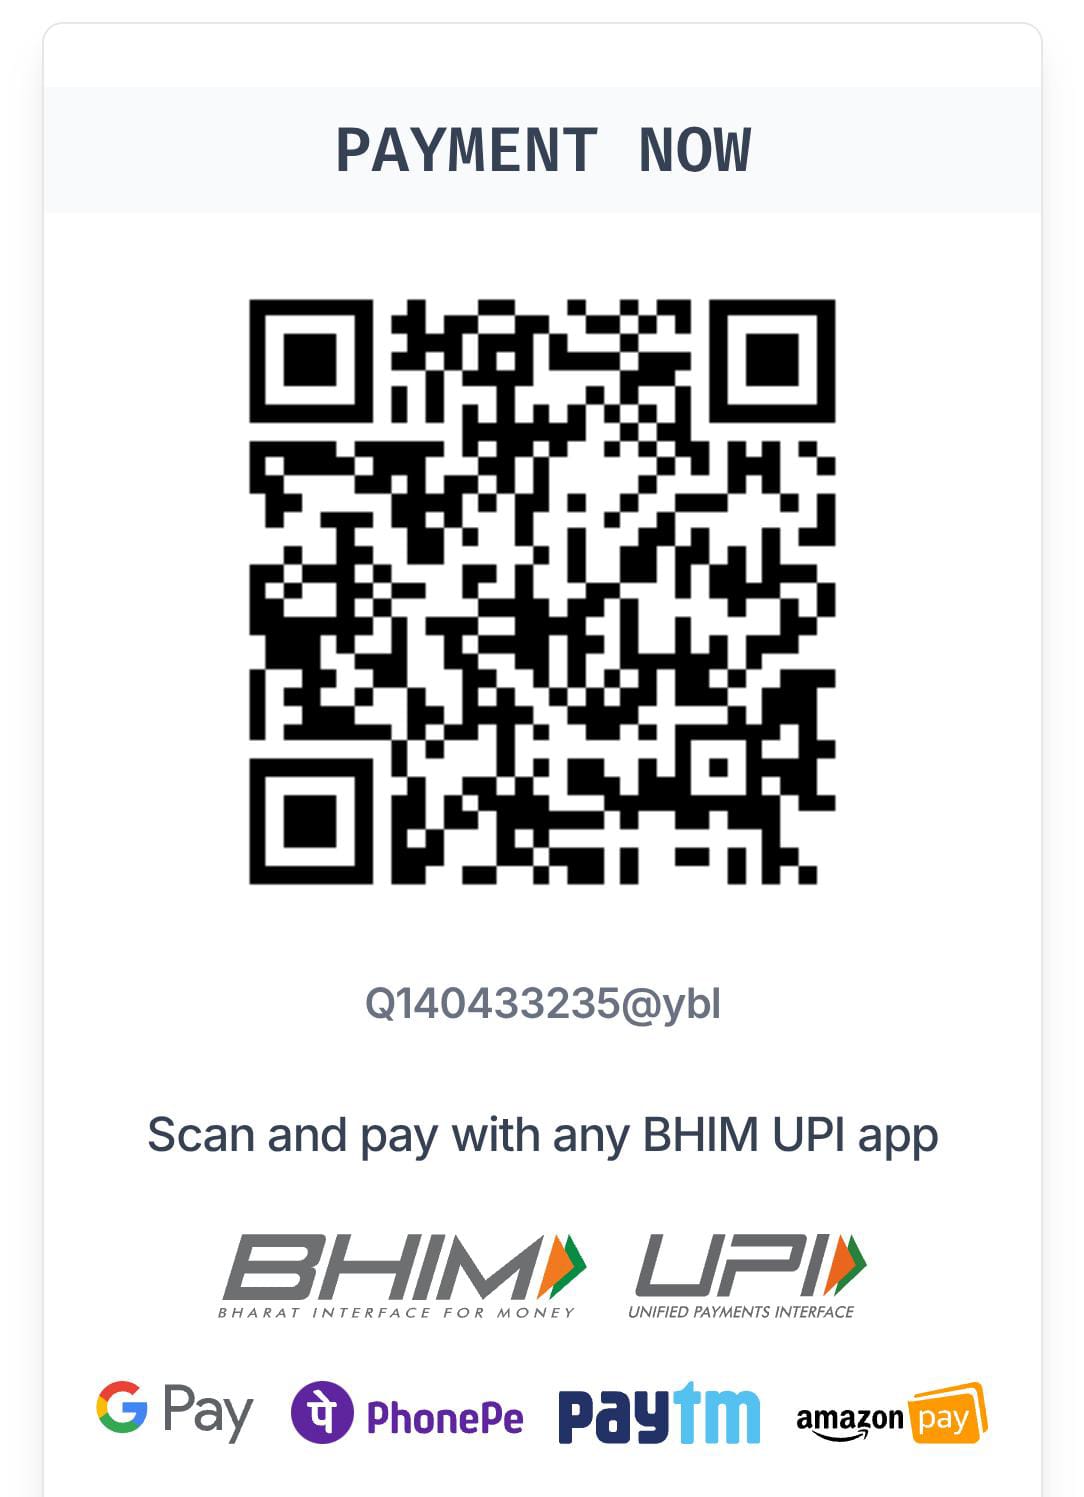 PAYMENT NOW
Q140433235@ybl
Scan and pay with any BHIM UPI app
BHIM UPI
BHARAT INTERFACE FOR MONEY UNIFIED PAYMENTS INTERFACE
G Pay पे PhonePe paytm amazon pay